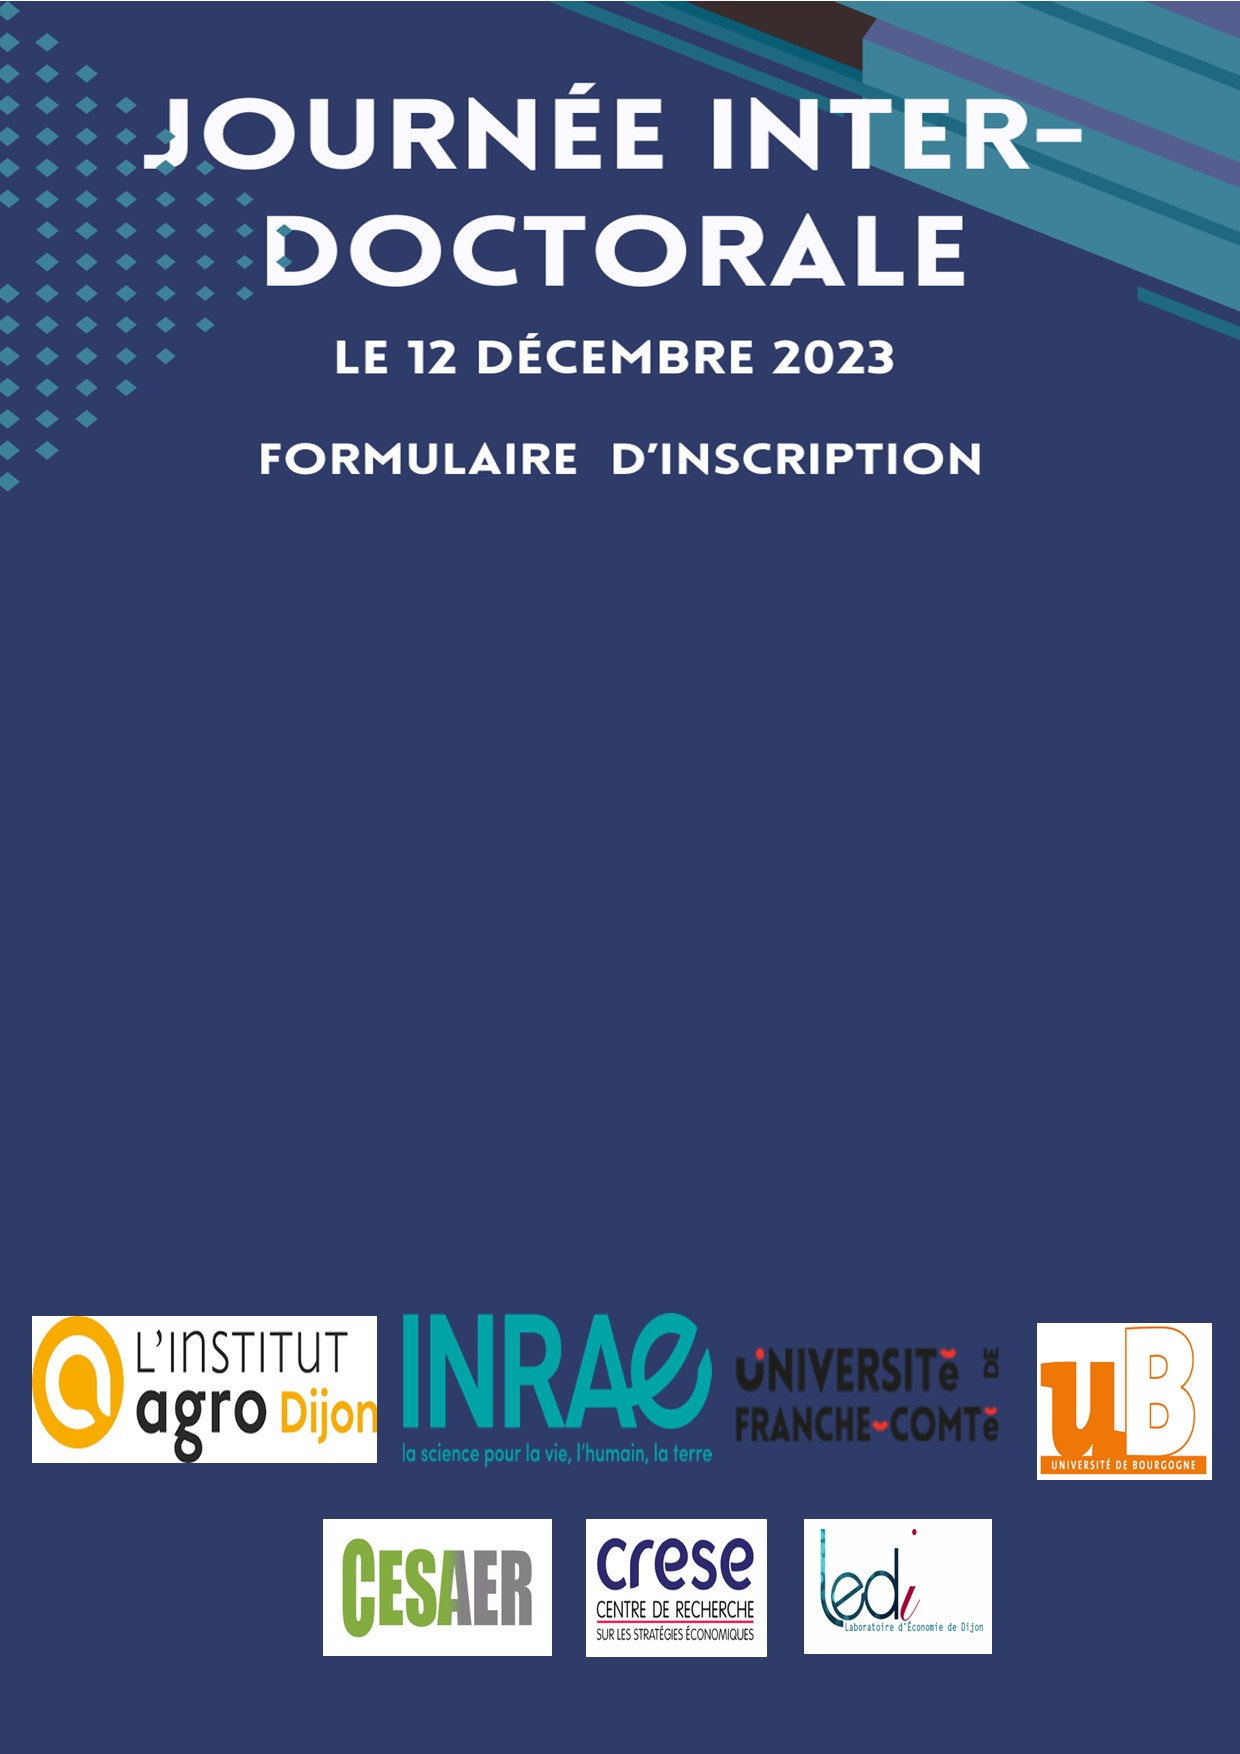 JOURNÉE INTER-
DOCTORALE
LE 12 DÉCEMBRE 2023
FORMULAIRE D'INSCRIPTION
L'INSTITUT
agro Dijon
INRAE
la science pour la vie, l'humain, la terre
UNIVERSITÉ DE
FRANCHE-COMTÉ
uB
UNIVERSITÉ DE BOURGOGNE
CESAER
crese
CENTRE DE RECHERCHE
SUR LES STRATÉGIES ÉCONOMIQUES
Ledi
Laboratoire d'Économie de Dijon